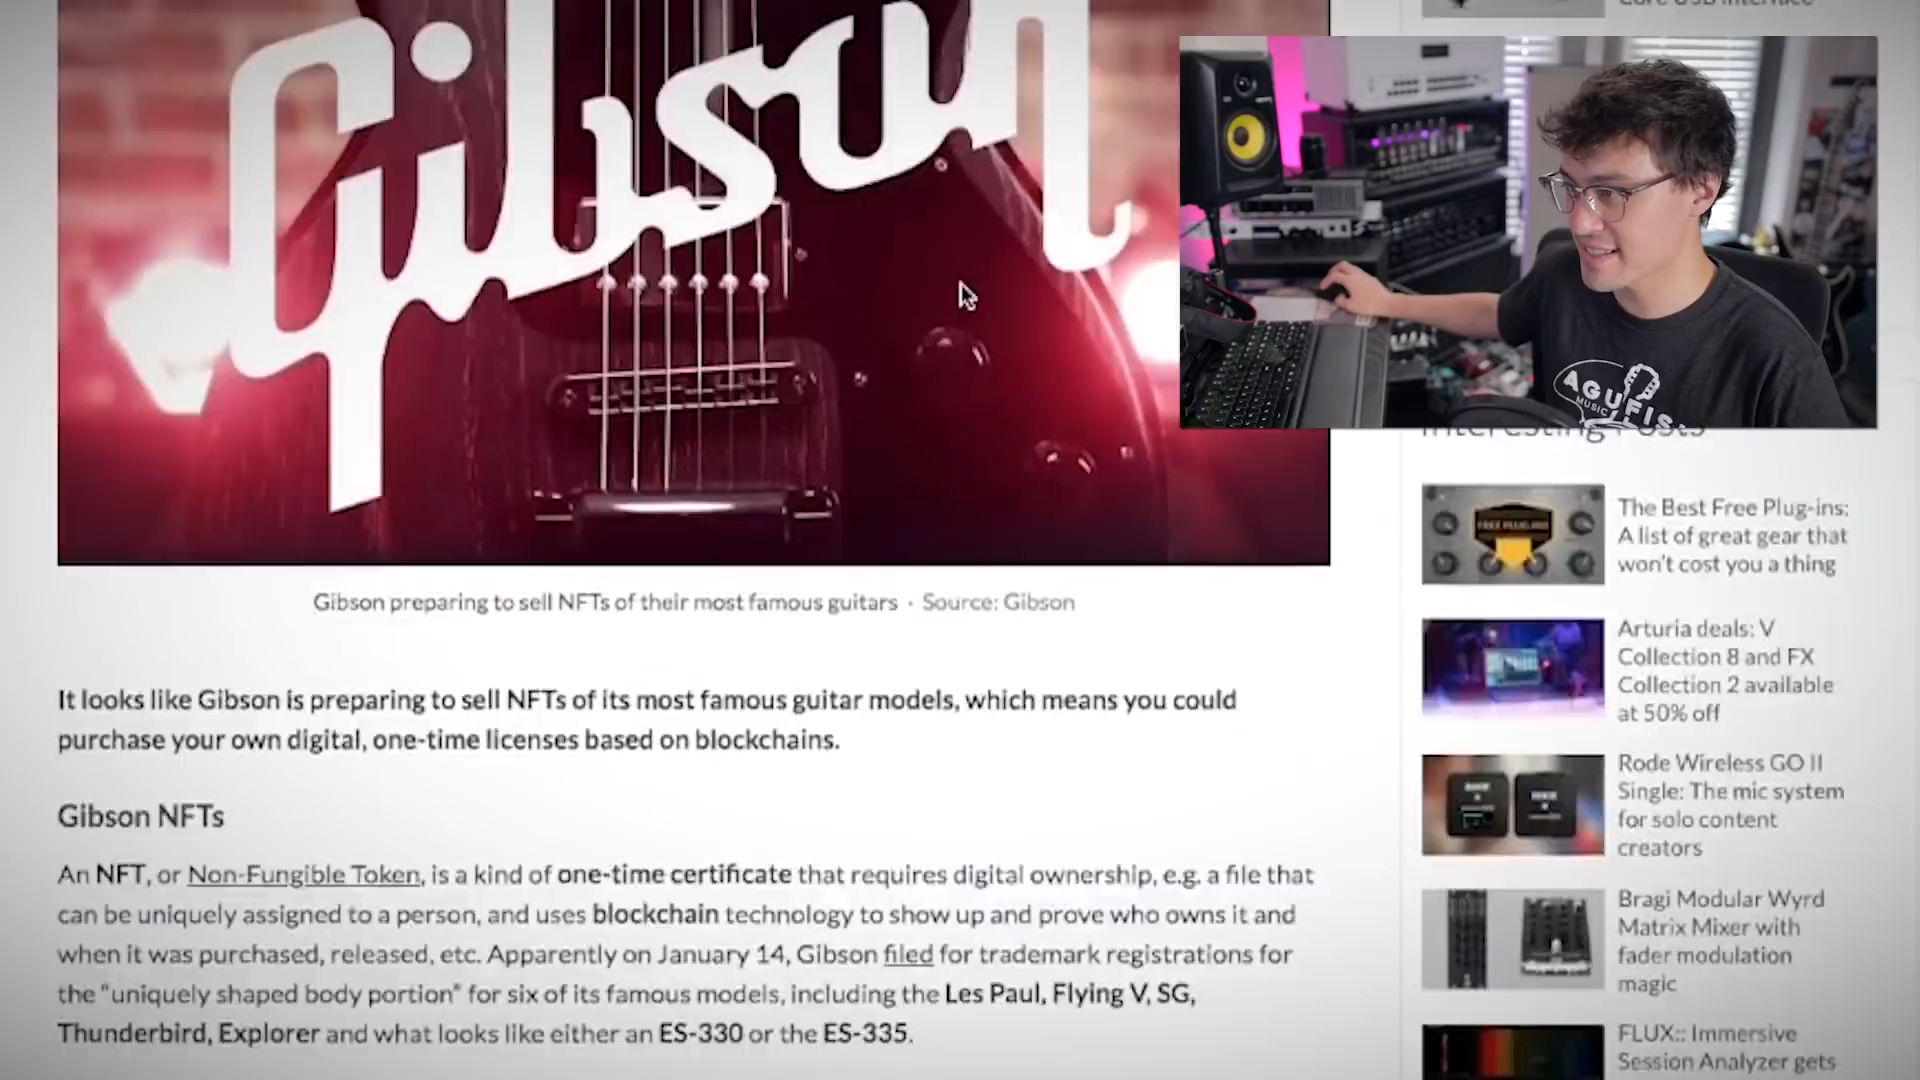 Gibson
AGUFISH
MUSIC
Interesting Posts
FREE PLUG-INS
The Best Free Plug-ins:
A list of great gear that
won't cost you a thing
Gibson preparing to sell NFTs of their most famous guitars • Source: Gibson
Arturia deals: V
Collection 8 and FX
Collection 2 available
at 50% off
It looks like Gibson is preparing to sell NFTs of its most famous guitar models, which means you could
purchase your own digital, one-time licenses based on blockchains.
Rode Wireless GO II
Single: The mic system
for solo content
creators
Gibson NFTs
An NFT, or Non-Fungible Token, is a kind of one-time certificate that requires digital ownership, e.g. a file that
can be uniquely assigned to a person, and uses blockchain technology to show up and prove who owns it and
when it was purchased, released, etc. Apparently on January 14, Gibson filed for trademark registrations for
the "uniquely shaped body portion" for six of its famous models, including the Les Paul, Flying V, SG,
Thunderbird, Explorer and what looks like either an ES-330 or the ES-335.
Bragi Modular Wyrd
Matrix Mixer with
fader modulation
magic
FLUX:: Immersive
Session Analyzer gets